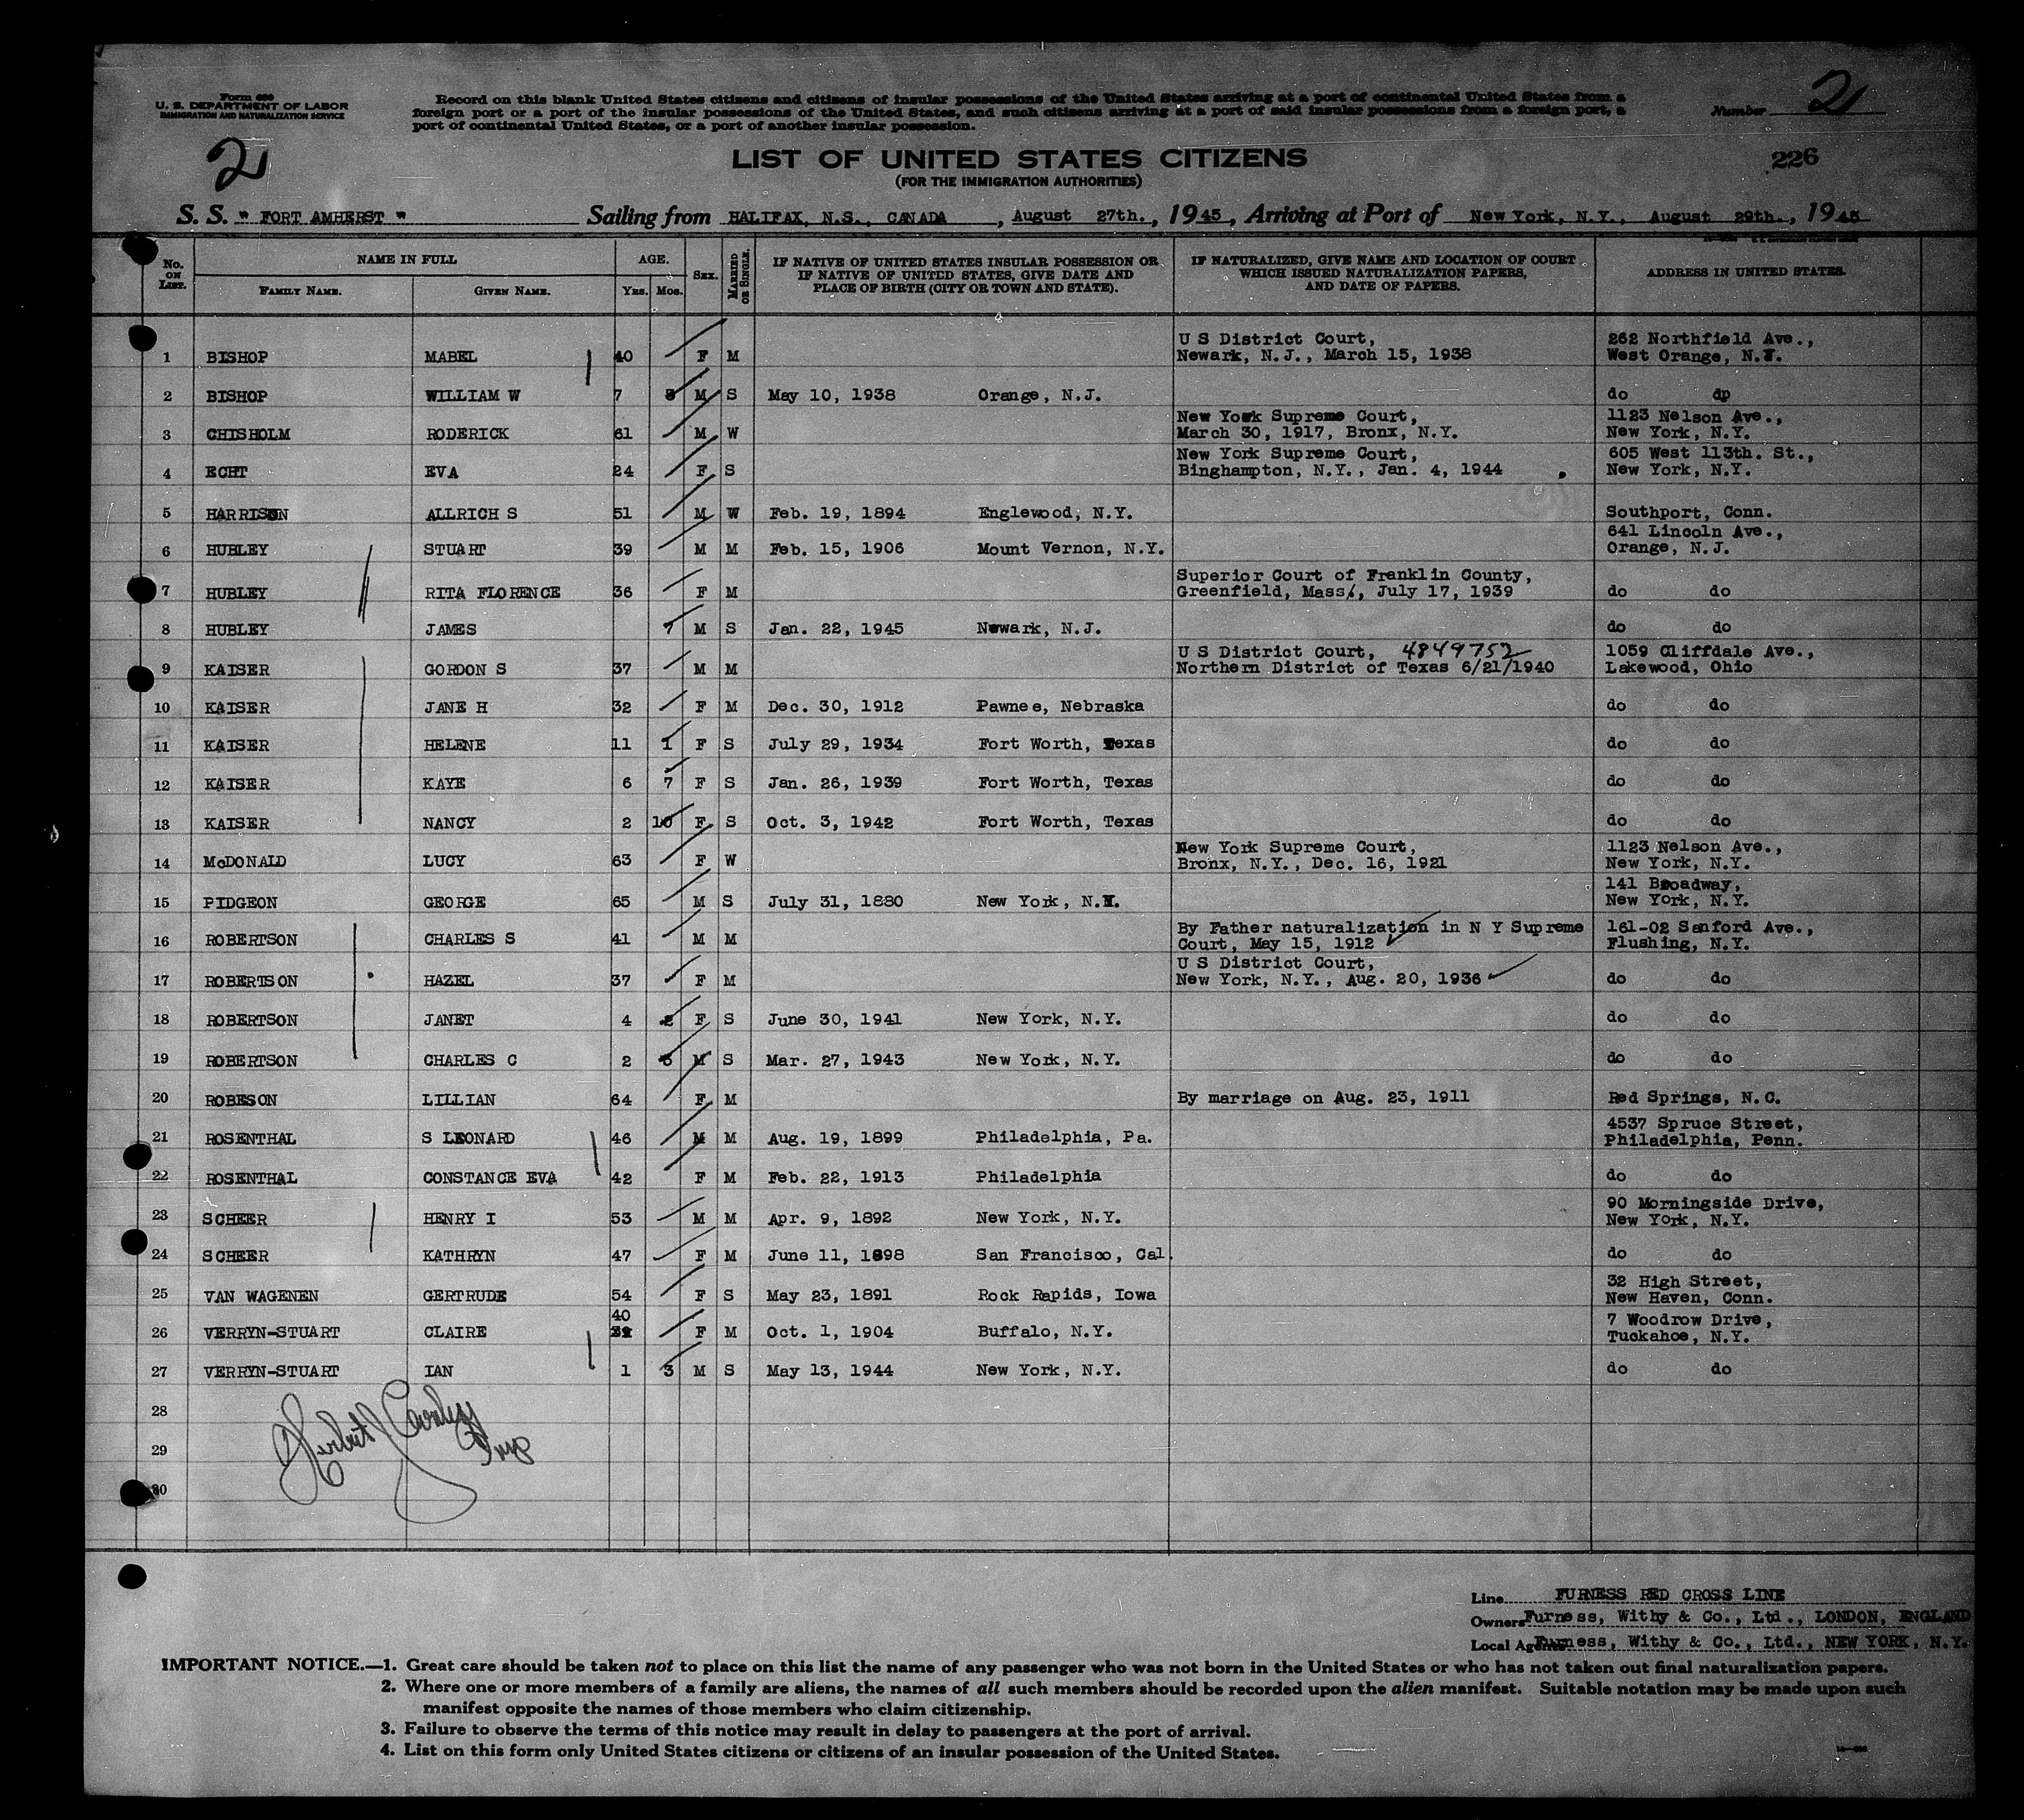 Form 630
U. S. DEPARTMENT OF LABOR
IMMIGRATION AND NATURALIZATION SERVICE
Record on this blank United States citizens and citizens of insular possessions of the United States arriving at a port of continental United States from a
foreign port or a port of the insular possessions of the United States, and such citizens arriving at a port of said insular possessions from a foreign port, a
port of continental United States, or a port of another insular possession.
Number 2
2
LIST OF UNITED STATES CITIZENS
(FOR THE IMMIGRATION AUTHORITIES)
226
S. S. " FORT AMHERST " Sailing from HALIFAX, N.S., CANADA, August 27th., 1945, Arriving at Port of New York, N.Y., August 29th., 1945
No. ON LIST. NAME IN FULL AGE. SEX. MARRIED OR SINGLE. IF NATIVE OF UNITED STATES INSULAR POSSESSION OR IF NATIVE OF UNITED STATES, GIVE DATE AND PLACE OF BIRTH (CITY OR TOWN AND STATE). IF NATURALIZED, GIVE NAME AND LOCATION OF COURT WHICH ISSUED NATURALIZATION PAPERS, AND DATE OF PAPERS. ADDRESS IN UNITED STATES.
FAMILY NAME. GIVEN NAME. YRS. MOS.
U S District Court, 262 Northfield Ave.,
1 BISHOP MABEL 40 F M Newark, N.J., March 15, 1938 West Orange, N.J.
2 BISHOP WILLIAM W 7 3 M S May 10, 1938 Orange, N.J. do dp
New York Supreme Court, 1123 Nelson Ave.,
3 CHISHOLM RODERICK 61 M W March 30, 1917, Bronx, N.Y. New York, N.Y.
New York Supreme Court, 605 West 113th. St.,
4 ECHT EVA 24 F S Binghampton, N.Y., Jan. 4, 1944 New York, N.Y.
5 HARRISON ALLRICH S 51 M W Feb. 19, 1894 Englewood, N.Y. Southport, Conn.
641 Lincoln Ave.,
6 HUBLEY STUART 39 M M Feb. 15, 1906 Mount Vernon, N.Y. Orange, N.J.
Superior Court of Franklin County,
7 HUBLEY RITA FLORENCE 36 F M Greenfield, Mass/, July 17, 1939 do do
8 HUBLEY JAMES 7 M S Jan. 22, 1945 Newark, N.J. do do
U S District Court, 4849752 1059 Cliffdale Ave.,
9 KAISER GORDON S 37 M M Northern District of Texas 6/21/1940 Lakewood, Ohio
10 KAISER JANE H 32 F M Dec. 30, 1912 Pawnee, Nebraska do do
11 KAISER HELENE 11 1 F S July 29, 1934 Fort Worth, Texas do do
12 KAISER KAYE 6 7 F S Jan. 26, 1939 Fort Worth, Texas do do
13 KAISER NANCY 2 10 F S Oct. 3, 1942 Fort Worth, Texas do do
New York Supreme Court, 1123 Nelson Ave.,
14 McDONALD LUCY 63 F W Bronx, N.Y., Dec. 16, 1921 New York, N.Y.
141 Broadway,
15 PIDGEON GEORGE 65 M S July 31, 1880 New York, N.Y. New York, N.Y.
By Father naturalization in N Y Supreme 161-02 Sanford Ave.,
16 ROBERTSON CHARLES S 41 M M Court, May 15, 1912 Flushing, N.Y.
U S District Court,
17 ROBERTSON HAZEL 37 F M New York, N.Y., Aug. 20, 1936 do do
18 ROBERTSON JANET 4 2 F S June 30, 1941 New York, N.Y. do do
19 ROBERTSON CHARLES C 2 5 M S Mar. 27, 1943 New York, N.Y. do do
20 ROBESON LILLIAN 64 F M By marriage on Aug. 23, 1911 Red Springs, N.C.
4537 Spruce Street,
21 ROSENTHAL S LEONARD 46 M M Aug. 19, 1899 Philadelphia, Pa. Philadelphia, Penn.
22 ROSENTHAL CONSTANCE EVA 42 F M Feb. 22, 1913 Philadelphia do do
90 Morningside Drive,
23 SCHEER HENRY I 53 M M Apr. 9, 1892 New York, N.Y. New York, N.Y.
24 SCHEER KATHRYN 47 F M June 11, 1898 San Francisco, Cal. do do
32 High Street,
25 VAN WAGENEN GERTRUDE 54 F S May 23, 1891 Rock Rapids, Iowa New Haven, Conn.
40 7 Woodrow Drive,
26 VERRYN-STUART CLAIRE F M Oct. 1, 1904 Buffalo, N.Y. Tuckahoe, N.Y.
27 VERRYN-STUART IAN 1 3 M S May 13, 1944 New York, N.Y. do do
28
29
30
Line FURNESS RED CROSS LINE
Owners Furness, Withy & Co., Ltd., LONDON, ENGLAND
Local Agents Furness, Withy & Co., Ltd., NEW YORK, N.Y.
IMPORTANT NOTICE.—1. Great care should be taken not to place on this list the name of any passenger who was not born in the United States or who has not taken out final naturalization papers.
2. Where one or more members of a family are aliens, the names of all such members should be recorded upon the alien manifest. Suitable notation may be made upon such
manifest opposite the names of those members who claim citizenship.
3. Failure to observe the terms of this notice may result in delay to passengers at the port of arrival.
4. List on this form only United States citizens or citizens of an insular possession of the United States.